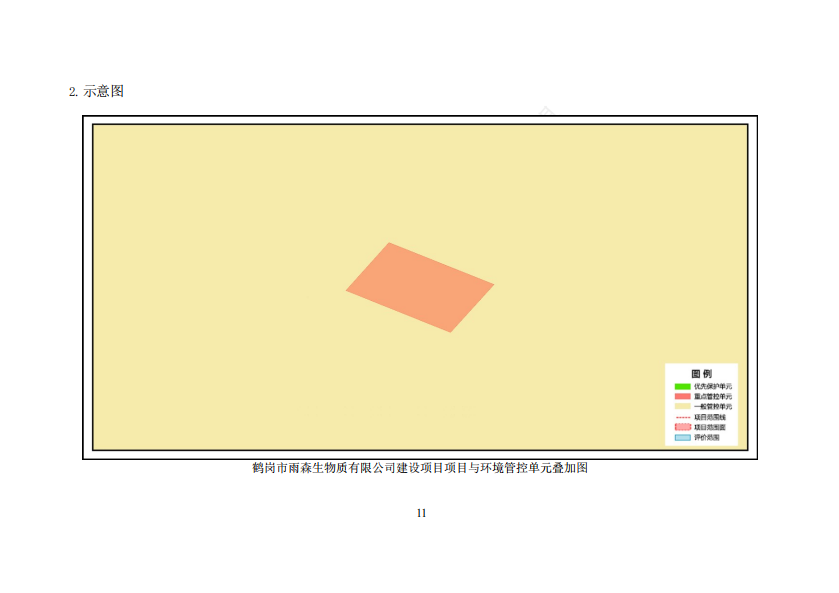 2. 示意图
图 例
优先保护单元
重点管控单元
一般管控单元
项目范围线
项目范围面
评价范围
鹤岗市雨森生物质有限公司建设项目项目与环境管控单元叠加图
11